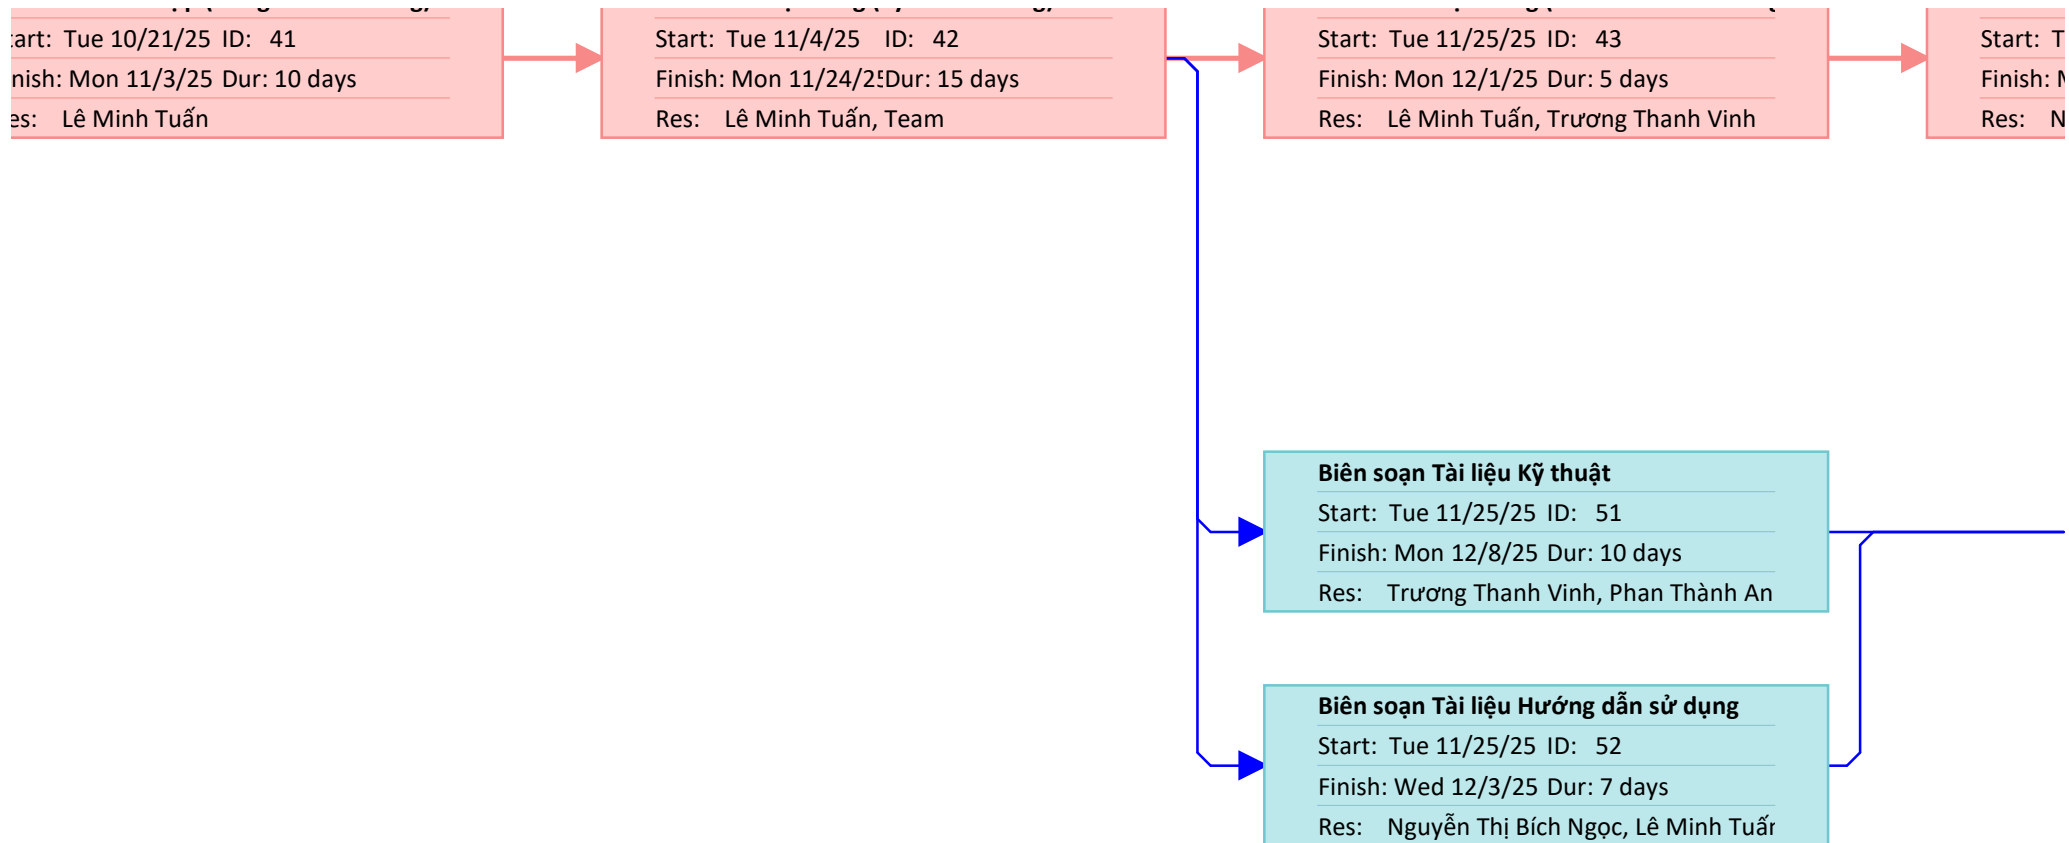 Start: Tue 10/21/25 ID: 41
nish: Mon 11/3/25 Dur: 10 days
es: Lê Minh Tuấn
Start: Tue 11/4/25 ID: 42
Finish: Mon 11/24/25 Dur: 15 days
Res: Lê Minh Tuấn, Team
Start: Tue 11/25/25 ID: 43
Finish: Mon 12/1/25 Dur: 5 days
Res: Lê Minh Tuấn, Trương Thanh Vinh
Start: T
Finish:
Res: N
Biên soạn Tài liệu Kỹ thuật
Start: Tue 11/25/25 ID: 51
Finish: Mon 12/8/25 Dur: 10 days
Res: Trương Thanh Vinh, Phan Thành An
Biên soạn Tài liệu Hướng dẫn sử dụng
Start: Tue 11/25/25 ID: 52
Finish: Wed 12/3/25 Dur: 7 days
Res: Nguyễn Thị Bích Ngọc, Lê Minh Tuấn